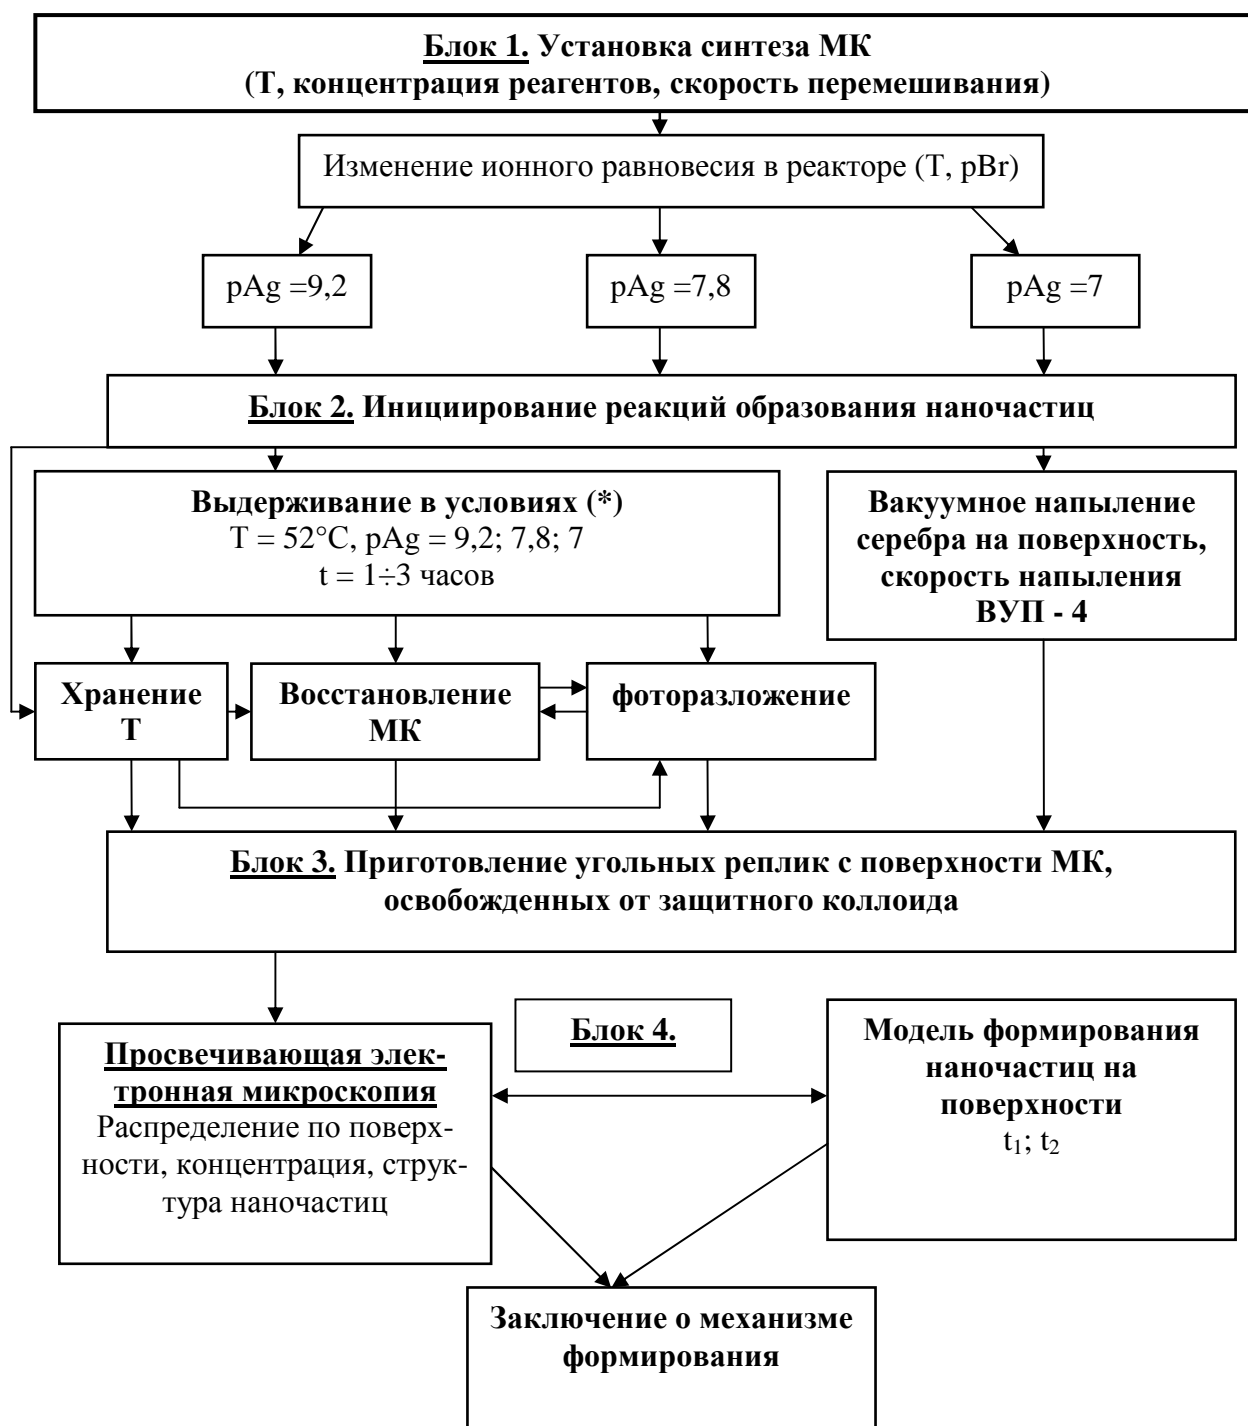 Блок 1. Установка синтеза МК
(Т, концентрация реагентов, скорость перемешивания)
Изменение ионного равновесия в реакторе (Т, pBr)
pAg =9,2
pAg =7,8
pAg =7
Блок 2. Инициирование реакций образования наночастиц
Выдерживание в условиях (*)
T = 52°C, pAg = 9,2; 7,8; 7
t = 1÷3 часов
Вакуумное напыление
серебра на поверхность,
скорость напыления
ВУП - 4
Хранение
Т
Восстановление
МК
фоторазложение
Блок 3. Приготовление угольных реплик с поверхности МК,
освобожденных от защитного коллоида
Просвечивающая элек-
тронная микроскопия
Распределение по поверх-
ности, концентрация, струк-
тура наночастиц
Блок 4.
Модель формирования
наночастиц на
поверхности
t₁; t₂
Заключение о механизме
формирования